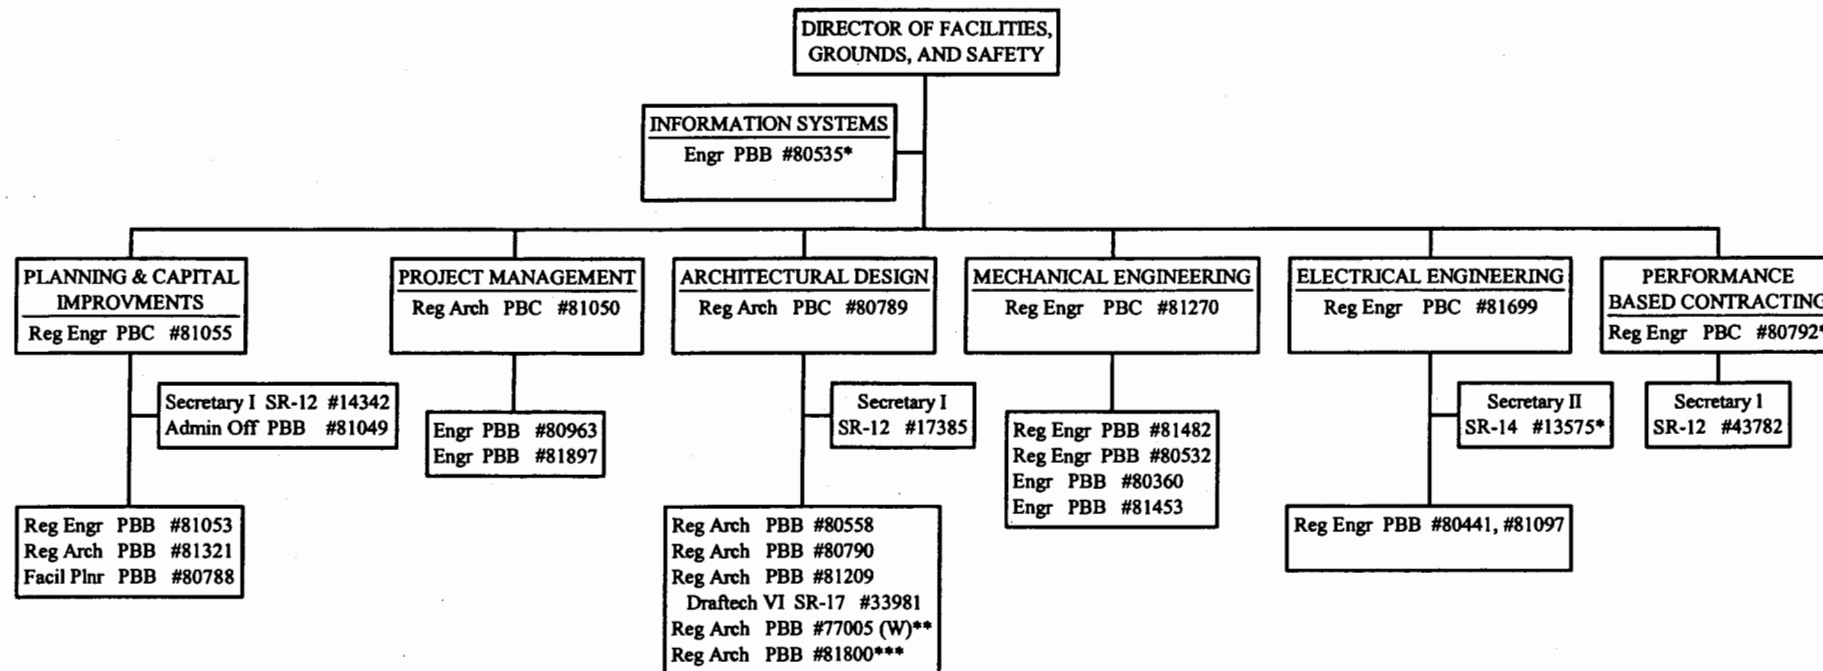 DIRECTOR OF FACILITIES,
GROUNDS, AND SAFETY
INFORMATION SYSTEMS
Engr PBB #80535*
PLANNING & CAPITAL
IMPROVMENTS
Reg Engr PBC #81055
PROJECT MANAGEMENT
Reg Arch PBC #81050
ARCHITECTURAL DESIGN
Reg Arch PBC #80789
MECHANICAL ENGINEERING
Reg Engr PBC #81270
ELECTRICAL ENGINEERING
Reg Engr PBC #81699
PERFORMANCE
BASED CONTRACTING
Reg Engr PBC #80792*
Secretary I SR-12 #14342
Admin Off PBB #81049
Engr PBB #80963
Engr PBB #81897
Secretary I
SR-12 #17385
Reg Engr PBB #81482
Reg Engr PBB #80532
Engr PBB #80360
Engr PBB #81453
Secretary II
SR-14 #13575*
Secretary 1
SR-12 #43782
Reg Engr PBB #81053
Reg Arch PBB #81321
Facil Plnr PBB #80788
Reg Arch PBB #80558
Reg Arch PBB #80790
Reg Arch PBB #81209
Draftech VI SR-17 #33981
Reg Arch PBB #77005 (W)**
Reg Arch PBB #81800***
Reg Engr PBB #80441, #81097